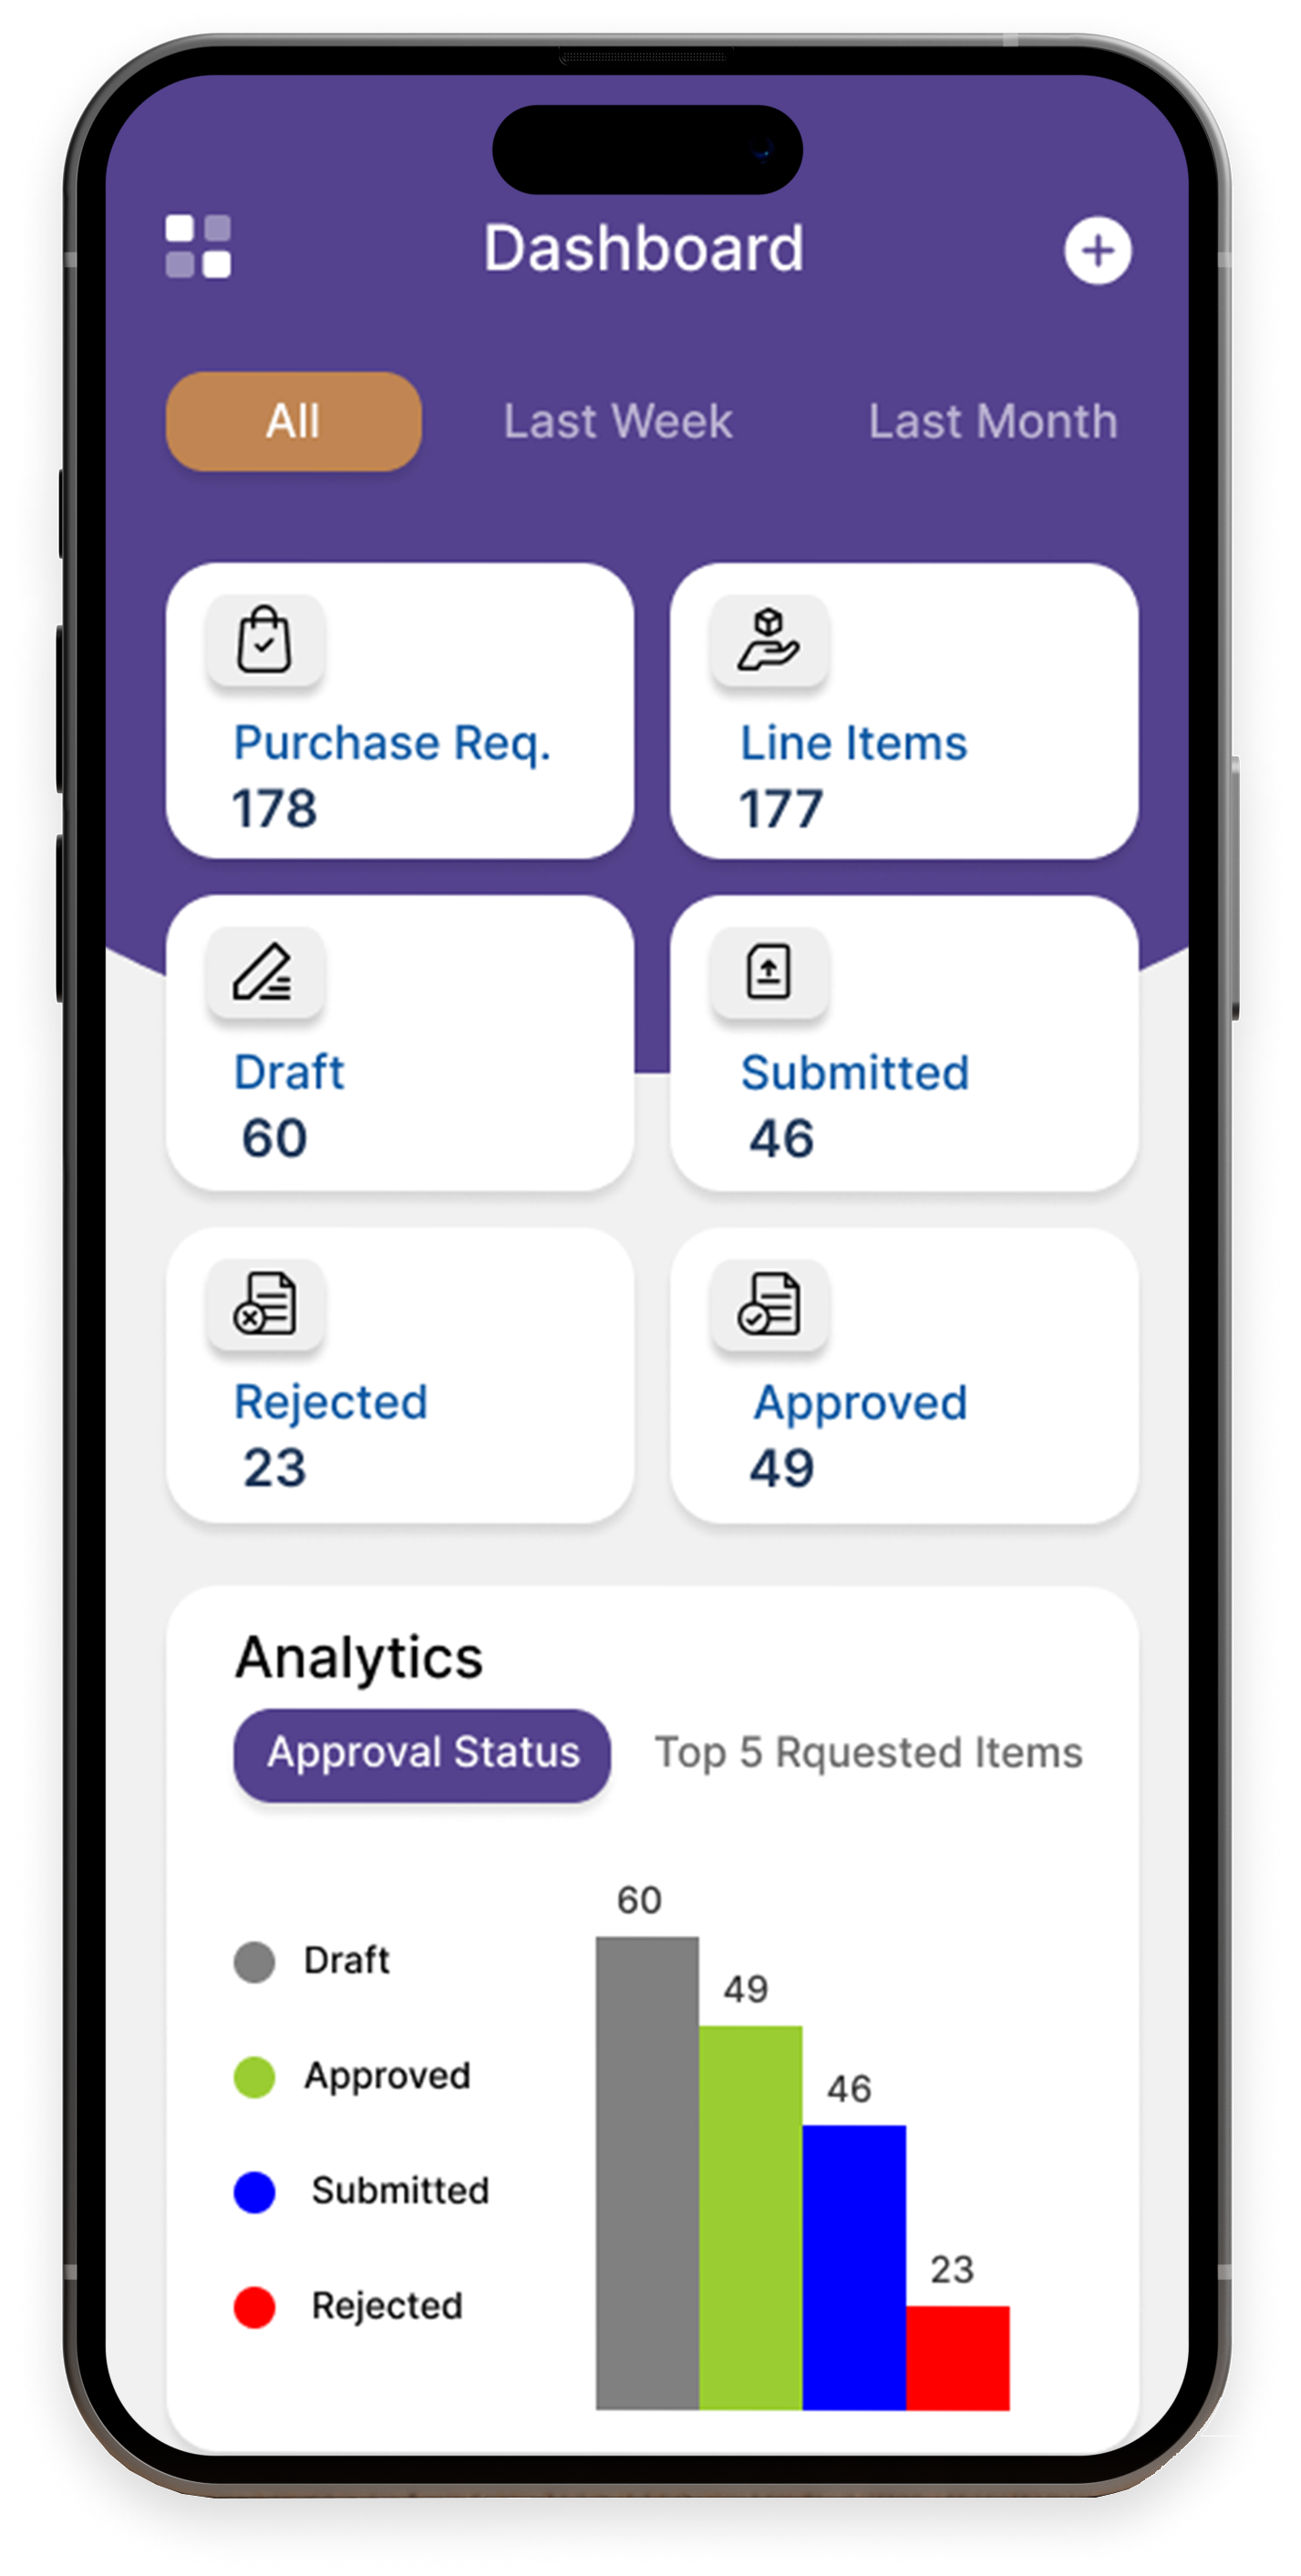 Dashboard
All Last Week Last Month
Purchase Req.
178
Line Items
177
Draft
60
Submitted
46
Rejected
23
Approved
49
Analytics
Approval Status Top 5 Rquested Items
Draft
Approved
Submitted
Rejected
60
49
46
23